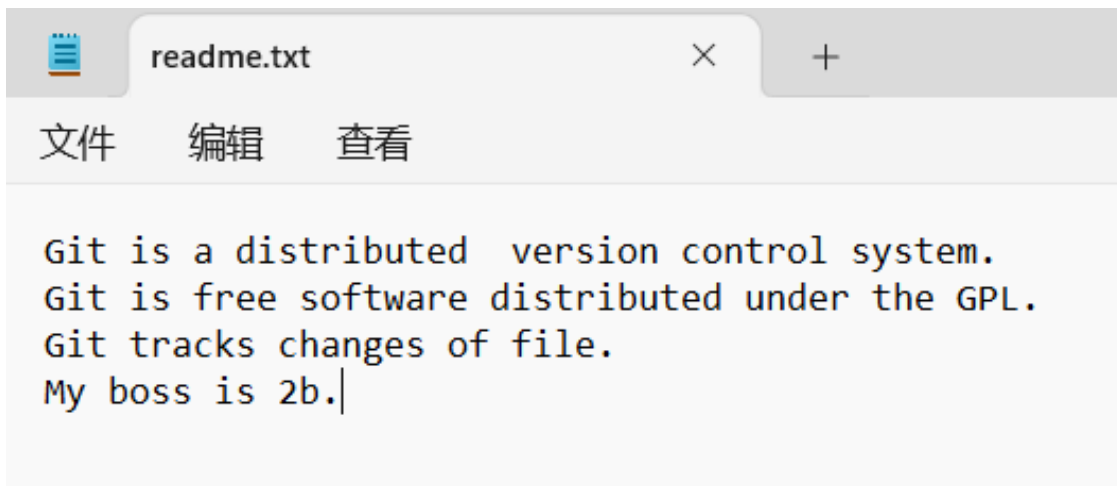 readme.txt
文件 编辑 查看
Git is a distributed  version control system.
Git is free software distributed under the GPL.
Git tracks changes of file.
My boss is 2b.